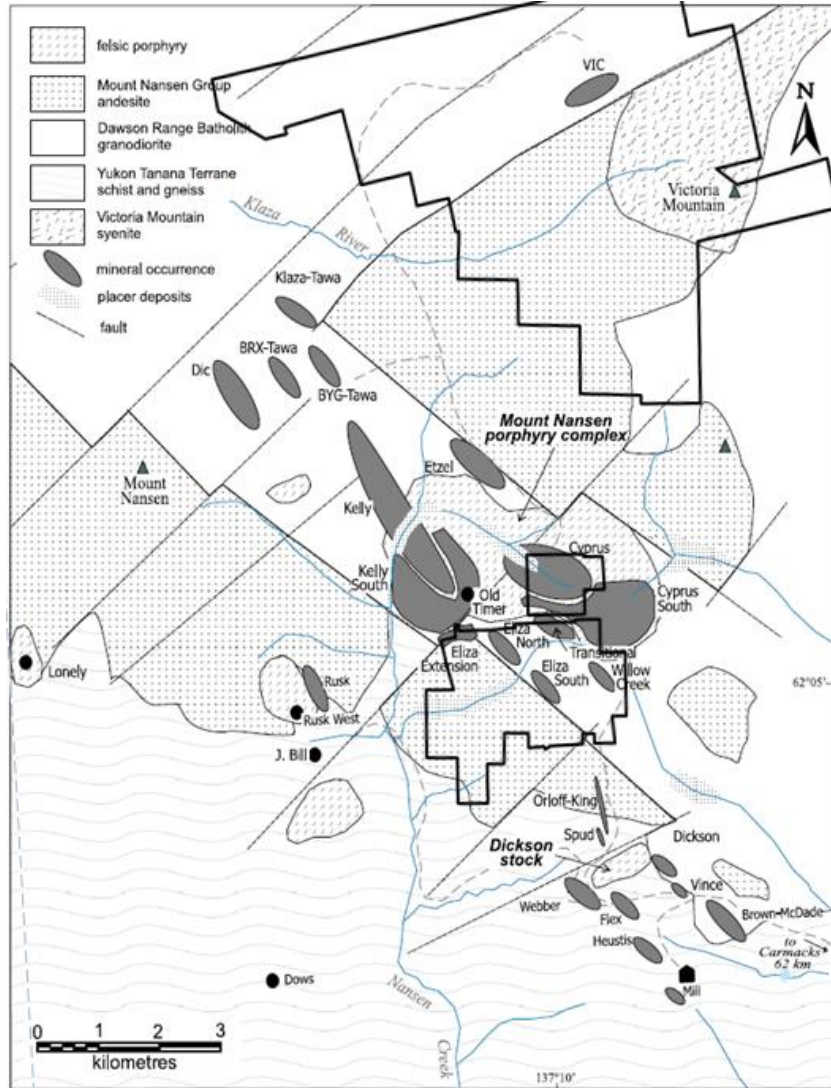 felsic porphyry
Mount Nansen Group
andesite
Dawson Range Batholith
granodiorite
Yukon Tanana Terrane
schist and gneiss
Victoria Mountain
syenite
mineral occurrence
placer deposits
fault
VIC
N
Victoria
Mountain
Klaza
River
Klaza-Tawa
BRX-Tawa
Dic
BYG-Tawa
Mount Nansen
porphyry complex
Mount
Nansen
Etzel
Kelly
Cyprus
Kelly
South
Old
Timer
Cyprus
South
Eliza
North
Eliza
Extension
Transitional
Eliza
South
Willow
Creek
62°05'
Lonely
Rusk
Rusk West
J. Bill
Orloff-King
Spud
Dickson
Dickson
stock
Vince
Webber
Flex
Brown-McDade
Heustis
to
Carmacks
62 km
Dows
Mill
Nansen
Creek
0 1 2 3
kilometres
137°10'